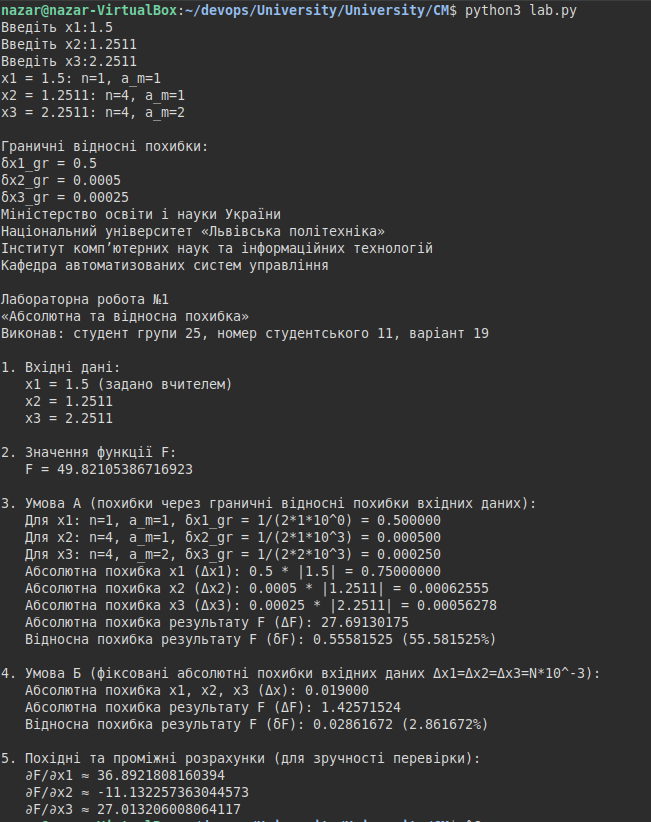 nazar@nazar-VirtualBox:~/devops/University/University/CM$ python3 lab.py
Введіть x1:1.5
Введіть x2:1.2511
Введіть x3:2.2511
x1 = 1.5: n=1, a_m=1
x2 = 1.2511: n=4, a_m=1
x3 = 2.2511: n=4, a_m=2
Граничні відносні похибки:
δx1_gr = 0.5
δx2_gr = 0.0005
δx3_gr = 0.00025
Міністерство освіти і науки України
Національний університет «Львівська політехніка»
Інститут комп’ютерних наук та інформаційних технологій
Кафедра автоматизованих систем управління
Лабораторна робота №1
«Абсолютна та відносна похибка»
Виконав: студент групи 25, номер студентського 11, варіант 19
1. Вхідні дані:
x1 = 1.5 (задано вчителем)
x2 = 1.2511
x3 = 2.2511
2. Значення функції F:
F = 49.82105386716923
3. Умова А (похибки через граничні відносні похибки вхідних даних):
Для x1: n=1, a_m=1, δx1_gr = 1/(2*1*10^0) = 0.500000
Для x2: n=4, a_m=1, δx2_gr = 1/(2*1*10^3) = 0.000500
Для x3: n=4, a_m=2, δx3_gr = 1/(2*2*10^3) = 0.000250
Абсолютна похибка x1 (Δx1): 0.5 * |1.5| = 0.75000000
Абсолютна похибка x2 (Δx2): 0.0005 * |1.2511| = 0.00062555
Абсолютна похибка x3 (Δx3): 0.00025 * |2.2511| = 0.00056278
Абсолютна похибка результату F (ΔF): 27.69130175
Відносна похибка результату F (δF): 0.55581525 (55.581525%)
4. Умова Б (фіксовані абсолютні похибки вхідних даних Δx1=Δx2=Δx3=N*10^-3):
Абсолютна похибка x1, x2, x3 (Δx): 0.019000
Абсолютна похибка результату F (ΔF): 1.42571524
Відносна похибка результату F (δF): 0.02861672 (2.861672%)
5. Похідні та проміжні розрахунки (для зручності перевірки):
∂F/∂x1 ≈ 36.8921808160394
∂F/∂x2 ≈ -11.132257363044573
∂F/∂x3 ≈ 27.013206008064117